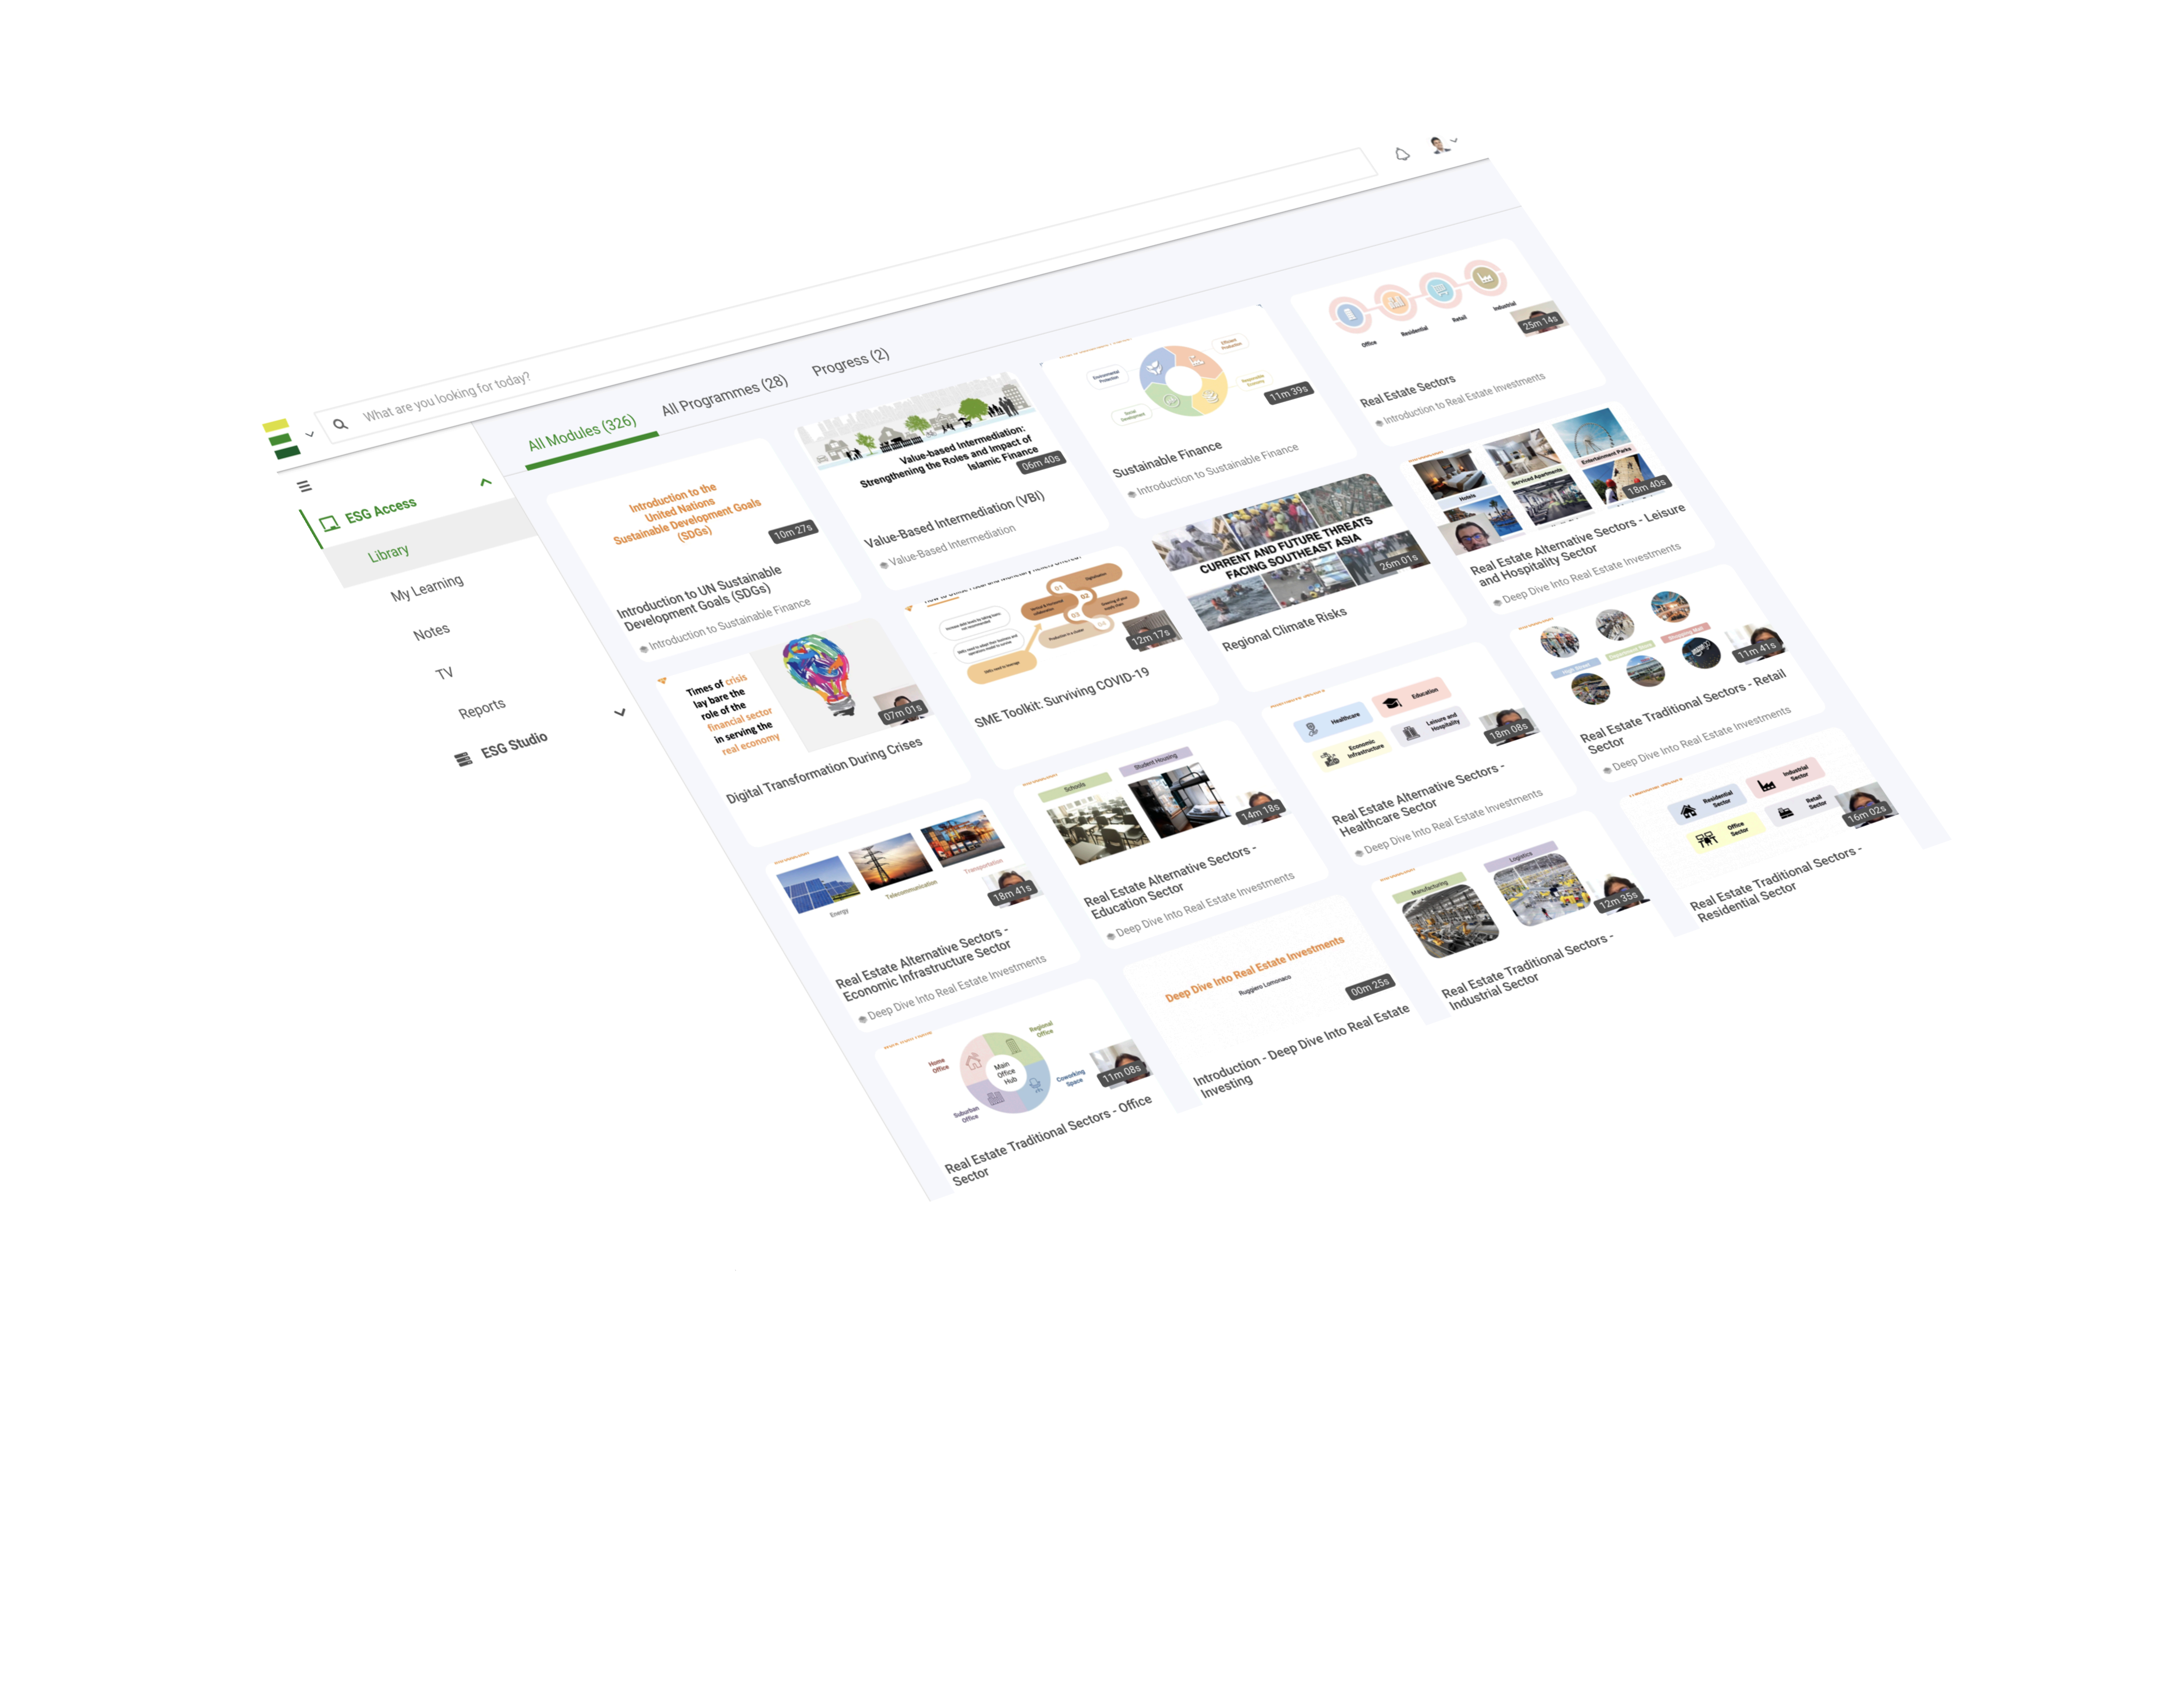 What are you looking for today?
ESG Access
Library
My Learning
Notes
TV
Reports
ESG Studio
All Modules (326)
All Programmes (28)
Progress (2)
Introduction to the
United Nations
Sustainable Development Goals
(SDGs)
10m 27s
Introduction to UN Sustainable
Development Goals (SDGs)
Introduction to Sustainable Finance
Value-based Intermediation:
Strengthening the Roles and Impact of
Islamic Finance
06m 40s
Value-Based Intermediation (VBI)
Value-Based Intermediation
Environmental
Protection
Efficient
Production
Responsible
Economy
Social
Development
11m 39s
Sustainable Finance
Introduction to Sustainable Finance
Office
Residential
Retail
Industrial
25m 14s
Real Estate Sectors
Introduction to Real Estate Investments
Times of crisis
lay bare the
role of the
financial sector
in serving the
real economy
07m 01s
Digital Transformation During Crises
01
02
03
04
12m 17s
SME Toolkit: Surviving COVID-19
CURRENT AND FUTURE THREATS
FACING SOUTHEAST ASIA
26m 01s
Regional Climate Risks
Hotels
Serviced Apartments
Entertainment Parks
18m 40s
Real Estate Alternative Sectors - Leisure
and Hospitality Sector
Deep Dive Into Real Estate Investments
Energy
Telecommunication
Transportation
18m 41s
Real Estate Alternative Sectors -
Economic Infrastructure Sector
Deep Dive Into Real Estate Investments
Schools
Student Housing
14m 18s
Real Estate Alternative Sectors -
Education Sector
Deep Dive Into Real Estate Investments
Healthcare
Education
Economic
Infrastructure
Leisure and
Hospitality
18m 08s
Real Estate Alternative Sectors -
Healthcare Sector
Deep Dive Into Real Estate Investments
11m 41s
Real Estate Traditional Sectors - Retail
Sector
Deep Dive Into Real Estate Investments
Home
Office
Regional
Office
Main
Office
Hub
Suburban
Office
Coworking
Space
11m 08s
Real Estate Traditional Sectors - Office
Sector
Deep Dive Into Real Estate Investments
Ruggiero Lomonaco
00m 25s
Introduction - Deep Dive Into Real Estate
Investing
Manufacturing
Logistics
12m 35s
Real Estate Traditional Sectors -
Industrial Sector
Residential
Sector
Industrial
Sector
Office
Sector
Retail
Sector
16m 02s
Real Estate Traditional Sectors -
Residential Sector